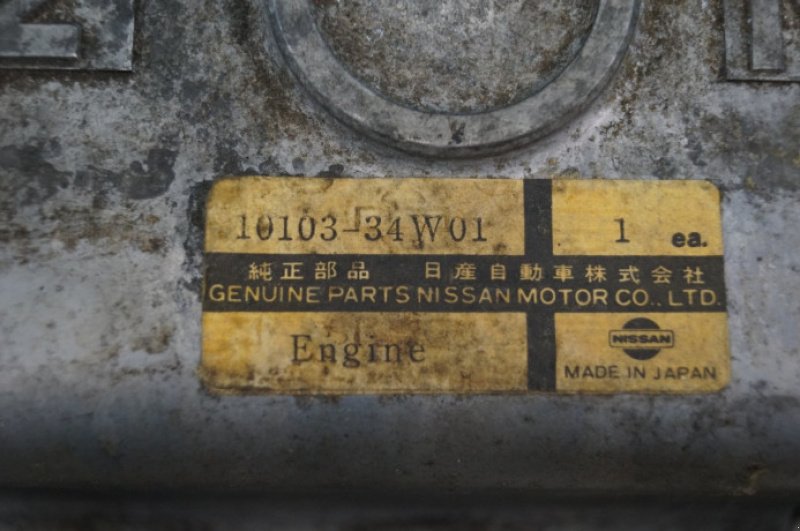 10103-34W01 1 ea.
純正部品 日産自動車株式会社
GENUINE PARTS NISSAN MOTOR CO., LTD.
Engine NISSAN
MADE IN JAPAN